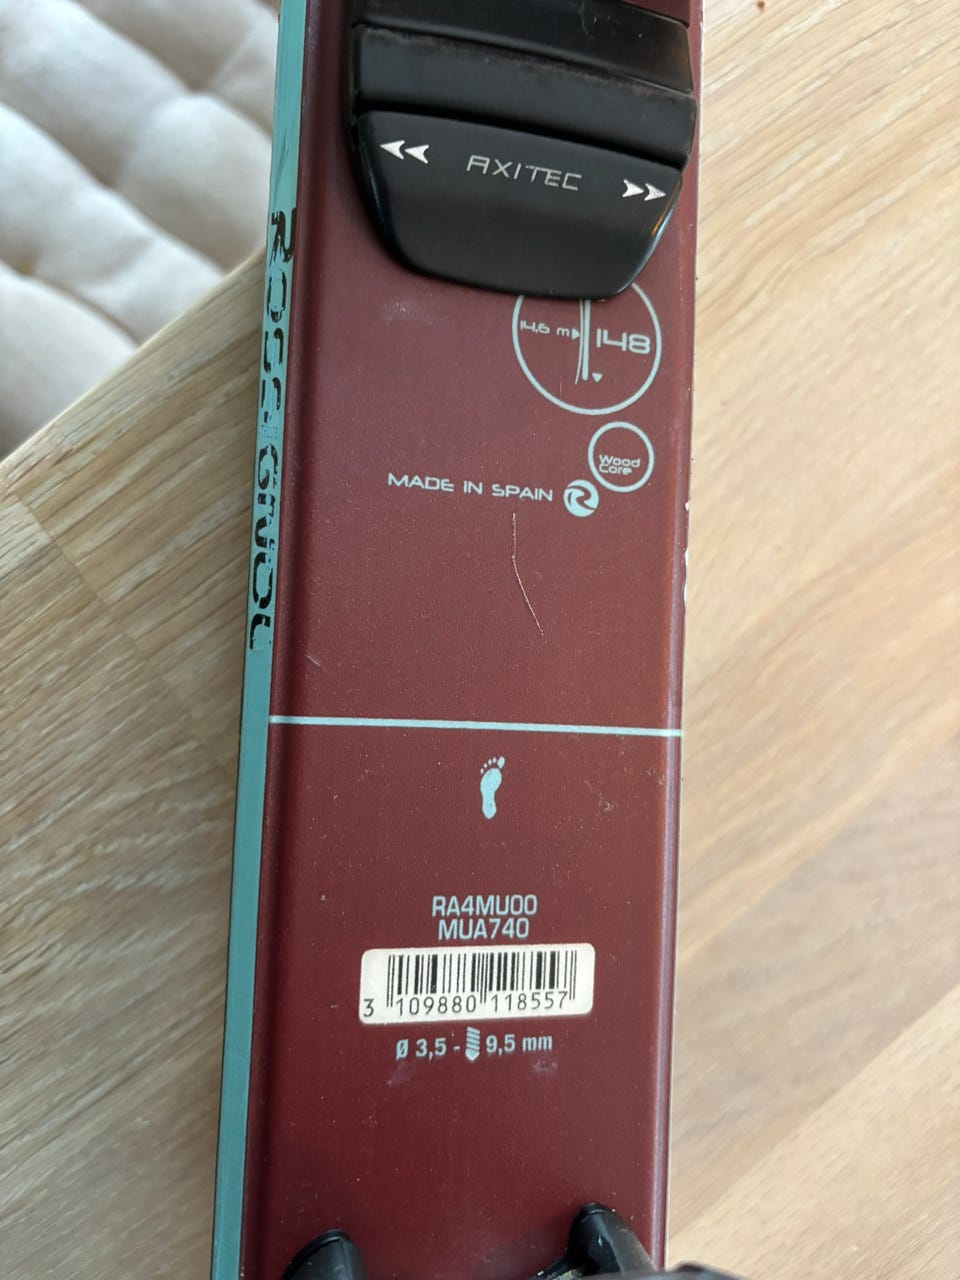 AXITEC
14,6 m
148
Wood
Core
MADE IN SPAIN
R
ROSSIGNOL
RA4MU00
MUA740
3 109880 118557
Ø 3,5 - 9,5 mm